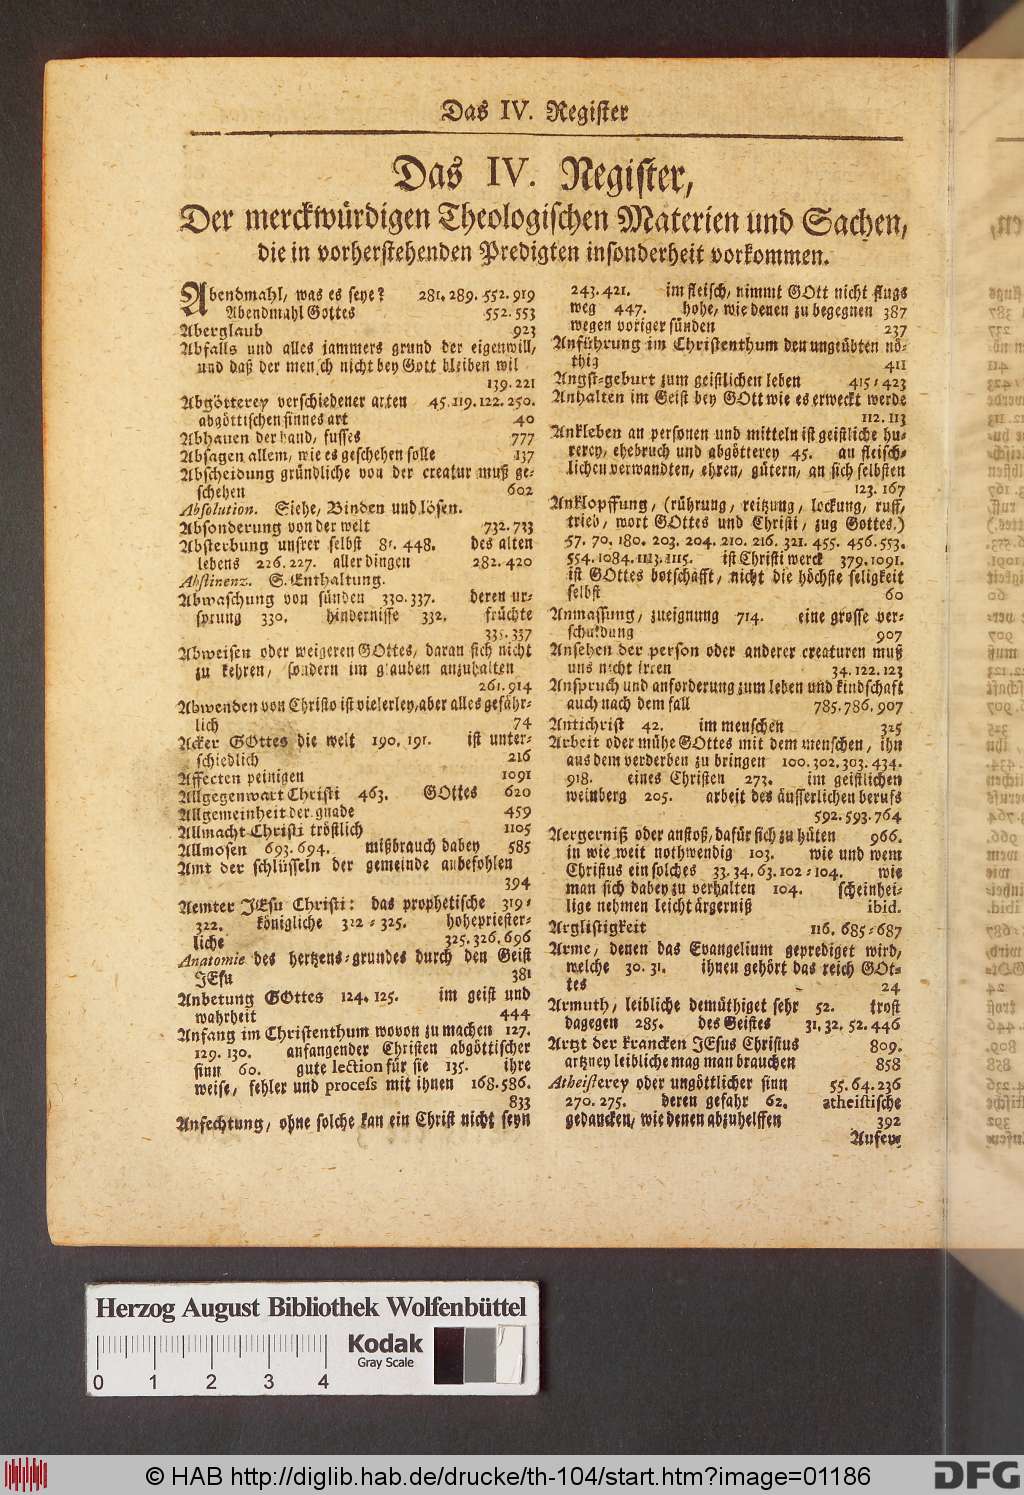 Das IV. Register
Das IV. Register,
Der merckwürdigen Theologischen Materien und Sachen,
die in vorherstehenden Predigten insonderheit vorkommen.
Abendmahl, was es seye? 281. 289. 552. 919
Abendmahl Gottes 552. 553
Aberglaub 923
Abfalls und alles jammers grund der eigenwill,
und daß der mensch nicht bey Gott bleiben wil
139. 221
Abgötterey verschiedener arten 45. 119. 122. 250.
abgöttischen sinnes art 40
Abhauen der hand, fusses 777
Absagen allem, wie es geschehen solle 137
Abscheidung gründliche von der creatur muß ge-
schehen 602
Absolution. Siehe, Binden und lösen.
Absonderung von der welt 732. 733
Absterbung unsrer selbst 81. 448. des alten
lebens 226. 227. aller dingen 282. 420
Abstinenz. S. Enthaltung.
Abwaschung von sünden 330. 337. deren ur-
sprung 330. hindernisse 332. früchte
335. 337
Abweisen oder weigeren GOttes, daran sich nicht
zu kehren, sondern im glauben anzuhalten
261. 914
Abwenden von Christo ist vielerley, aber alles gefähr-
lich 74
Acker GOttes die welt 190. 191. ist unter-
schiedlich 216
Affecten peinigen 1091
Allgegenwart Christi 463. GOttes 620
Allgemeinheit der gnade 459
Allmacht Christi tröstlich 1105
Allmosen 693. 694. mißbrauch dabey 585
Amt der schlüsseln der gemeinde anbefohlen
394
Aemter JEsu Christi: das prophetische 319-
322. königliche 322-325. hohepriester-
liche 325. 326. 696
Anatomie des hertzens-grundes durch den Geist
JEsu 381
Anbetung GOttes 124. 125. im geist und
wahrheit 444
Anfang im Christenthum wovon zu machen 127.
129. 130. anfangender Christen abgöttischer
sinn 60. gute lection für sie 135. ihre
weise, fehler und process mit ihnen 168. 586.
833
Anfechtung, ohne solche kan ein Christ nicht seyn
243. 421. im fleisch, nimmt GOtt nicht flugs
weg 447. hohe, wie denen zu begegnen 387
wegen voriger sünden 237
Anführung im Christenthum den ungeübten nö-
thig 411
Angst-geburt zum geistlichen leben 415-423
Anhalten im Geist bey GOtt wie es erweckt werde
112. 113
Ankleben an personen und mitteln ist geistliche hu-
rerey, ehebruch und abgötterey 45. an fleisch-
lichen verwandten, ehren, gütern, an sich selbsten
123. 167
Anklopffung, (rührung, reitzung, lockung, ruff,
trieb, wort GOttes und Christi, zug Gottes.)
57. 70. 180. 203. 204. 210. 216. 321. 455. 456. 553.
554. 1084. 1113. 1115. ist Christi werck 379. 1091.
ist GOttes botschafft, nicht die höchste seligkeit
selbst 60
Anmassung, zueignung 714. eine grosse ver-
schuldung 907
Ansehen der person oder anderer creaturen muß
uns nicht irren 34. 122. 123
Anspruch und anforderung zum leben und kindschaft
auch nach dem fall 785. 786. 907
Antichrist 42. im menschen 325
Arbeit oder mühe GOttes mit dem menschen, ihn
aus dem verderben zu bringen 100. 302. 303. 434.
918. eines Christen 273. im geistlichen
weinberg 205. arbeit des äusserlichen berufs
592. 593. 764
Aergerniß oder anstoß, dafür sich zu hüten 966.
in wie weit nothwendig 103. wie und wem
Christus ein solches 33. 34. 63. 102-104. wie
man sich dabey zu verhalten 104. scheinhei-
lige nehmen leicht ärgerniß ibid.
Arglistigkeit 116. 685-687
Arme, denen das Evangelium geprediget wird,
welche 30. 31. ihnen gehört das reich GOt-
tes 24
Armuth, leibliche demüthiget sehr 52. trost
dagegen 285. des Geistes 31. 32. 52. 446
Artzt der krancken JEsus Christus 809.
artzney leibliche mag man brauchen 858
Atheisterey oder ungöttlicher sinn 55. 64. 236
270. 275. deren gefahr 62. atheistische
gedancken, wie denen abzuhelffen 392
Herzog August Bibliothek Wolfenbüttel
Kodak
Gray Scale
0 1 2 3 4
© HAB http://diglib.hab.de/drucke/th-104/start.htm?image=01186
DFG